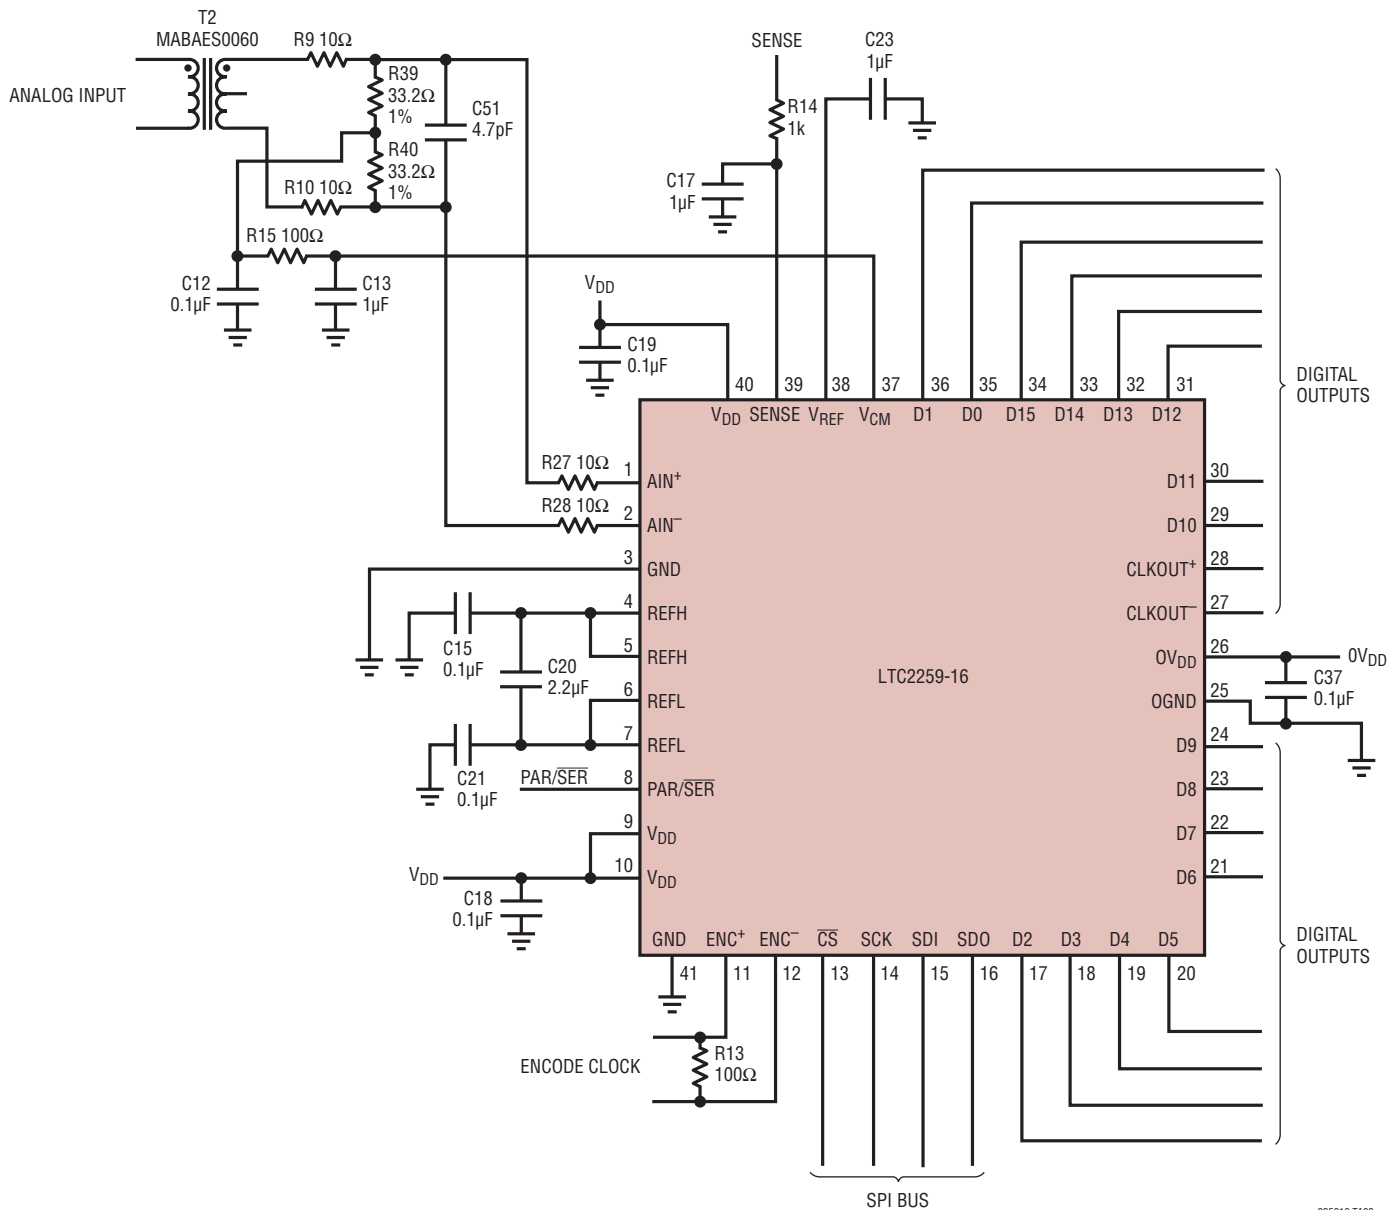 T2
MABAES0060
R9 10Ω
ANALOG INPUT
R39
33.2Ω
1%
C51
4.7pF
R40
33.2Ω
1%
R10 10Ω
R15 100Ω
C12
0.1µF
C13
1µF
SENSE
R14
1k
C23
1µF
C17
1µF
VDD
C19
0.1µF
40
39
38
37
36
35
34
33
32
31
VDD
SENSE
VREF
VCM
D1
D0
D15
D14
D13
D12
DIGITAL
OUTPUTS
R27 10Ω
1
AIN+
R28 10Ω
2
AIN–
3
GND
4
REFH
C15
0.1µF
5
REFH
C20
2.2µF
6
REFL
7
REFL
C21
0.1µF
PAR/SER
8
PAR/SER
9
VDD
VDD
10
VDD
C18
0.1µF
LTC2259-16
D11
30
D10
29
CLKOUT+
28
CLKOUT–
27
OVDD
26
0VDD
C37
0.1µF
OGND
25
D9
24
D8
23
D7
22
D6
21
GND
ENC+
ENC–
CS
SCK
SDI
SDO
D2
D3
D4
D5
41
11
12
13
14
15
16
17
18
19
20
DIGITAL
OUTPUTS
ENCODE CLOCK
R13
100Ω
SPI BUS